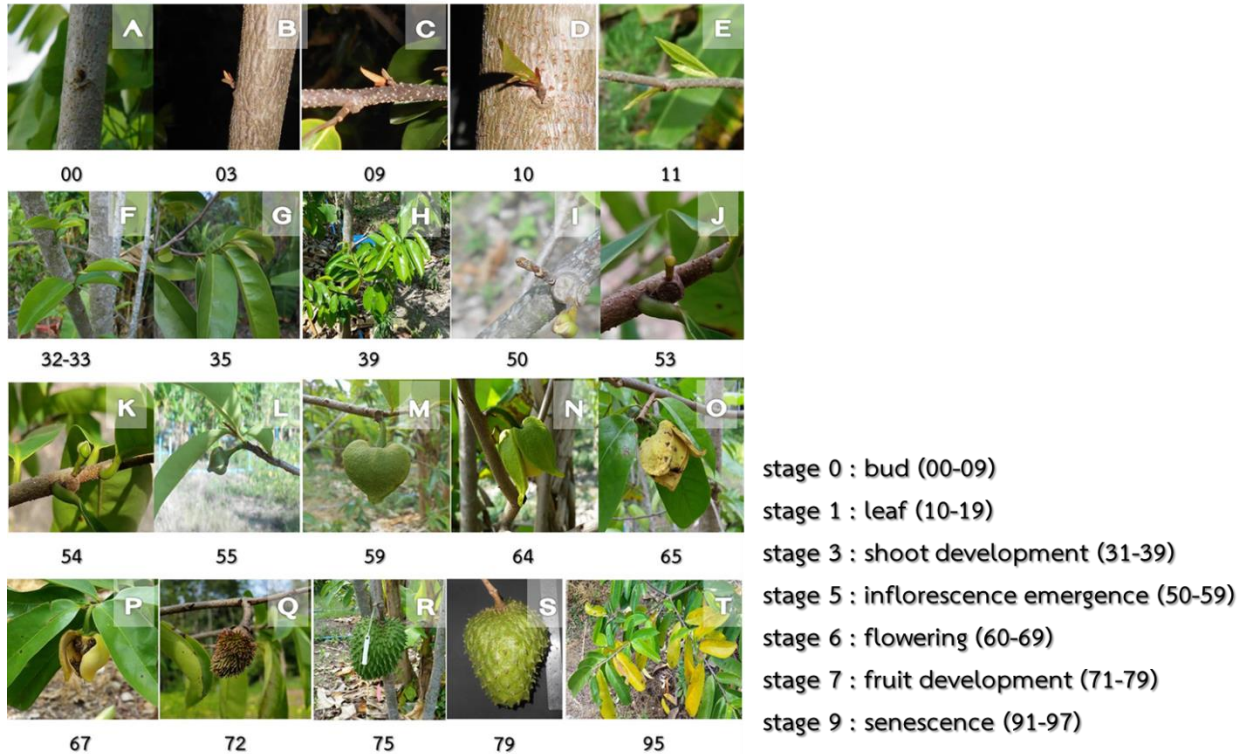 A B C D E
00 03 09 10 11
F G H I J
32-33 35 39 50 53
K L M N O
54 55 59 64 65
P Q R S T
67 72 75 79 95
stage 0 : bud (00-09)
stage 1 : leaf (10-19)
stage 3 : shoot development (31-39)
stage 5 : inflorescence emergence (50-59)
stage 6 : flowering (60-69)
stage 7 : fruit development (71-79)
stage 9 : senescence (91-97)